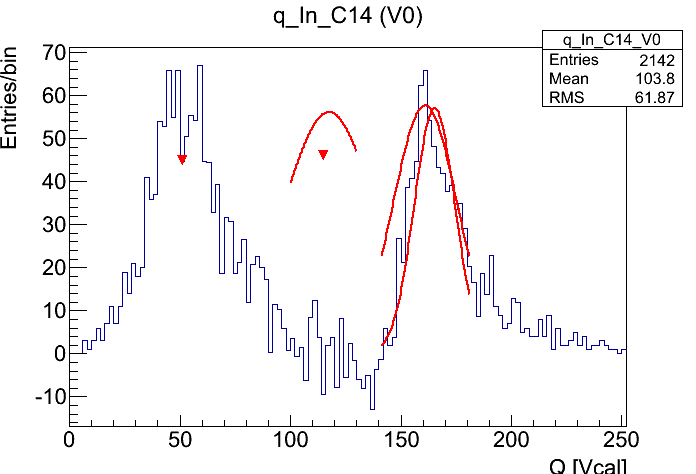 q_In_C14 (V0)
q_In_C14_V0
Entries 2142
Mean 103.8
RMS 61.87
Entries/bin
70
60
50
40
30
20
10
0
-10
0 50 100 150 200 250
Q [Vcal]